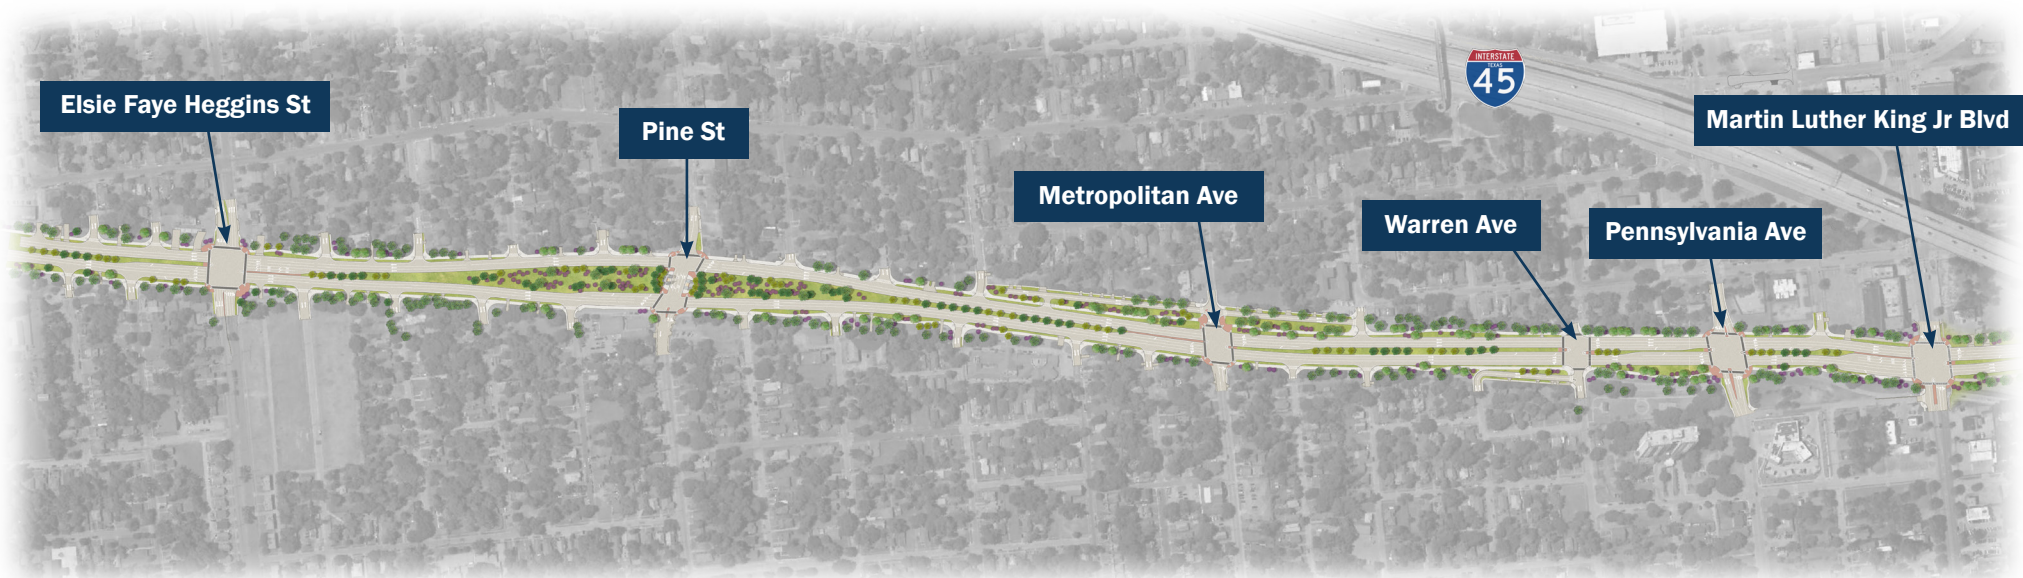 INTERSTATE
TEXAS
45
Elsie Faye Heggins St
Martin Luther King Jr Blvd
Pine St
Metropolitan Ave
Warren Ave
Pennsylvania Ave